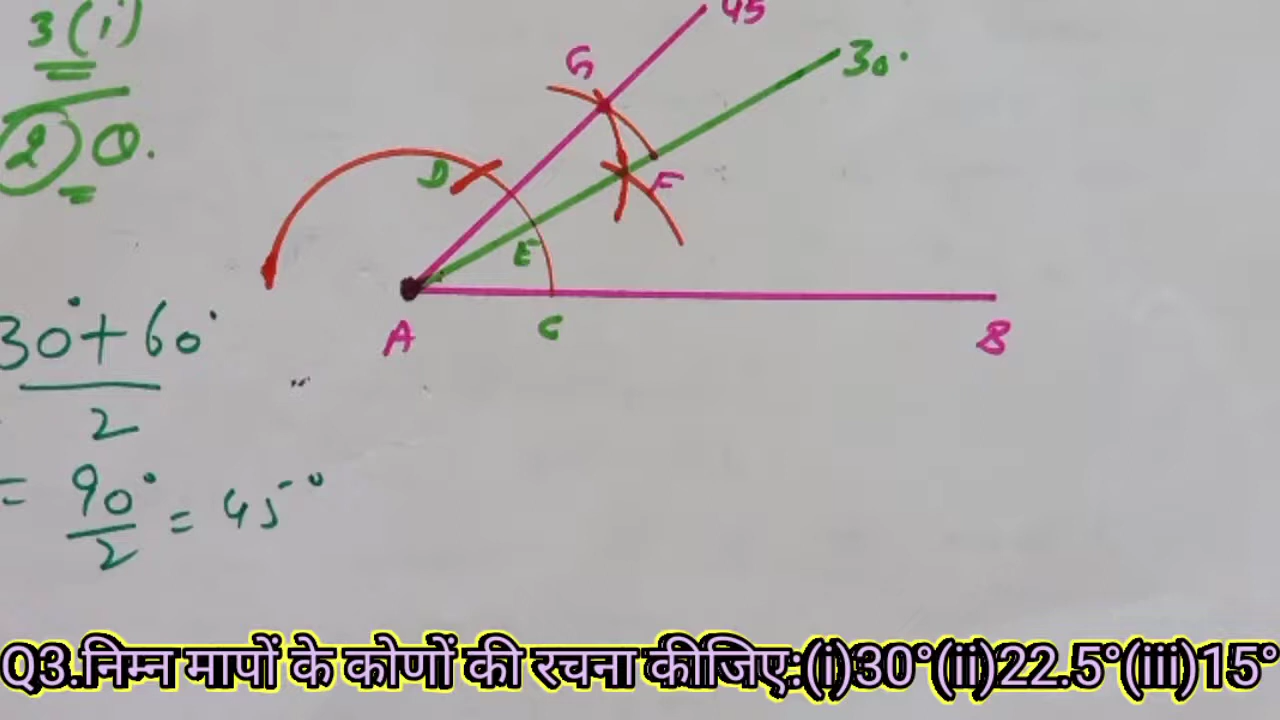 3(i)
2 Q.
45
G
30°
D
F
E
A
C
B
30°+60°
2
= 90° = 45°
2
Q3.निम्न मापों के कोणों की रचना कीजिए:(i)30°(ii)22.5°(iii)15°